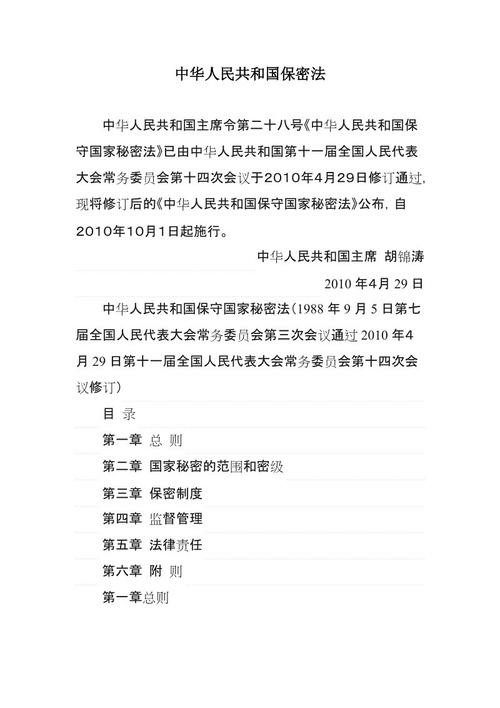 中华人民共和国保密法
中华人民共和国主席令第二十八号《中华人民共和国保
守国家秘密法》已由中华人民共和国第十一届全国人民代表
大会常务委员会第十四次会议于2010年4月29日修订通过,
现将修订后的《中华人民共和国保守国家秘密法》公布，自
2010年10月1日起施行。
中华人民共和国主席 胡锦涛
2010 年4月 29 日
中华人民共和国保守国家秘密法（1988 年 9 月 5 日第七
届全国人民代表大会常务委员会第三次会议通过 2010 年4
月 29 日第十一届全国人民代表大会常务委员会第十四次会
议修订）
目 录
第一章 总 则
第二章 国家秘密的范围和密级
第三章 保密制度
第四章 监督管理
第五章 法律责任
第六章 附 则
第一章总则